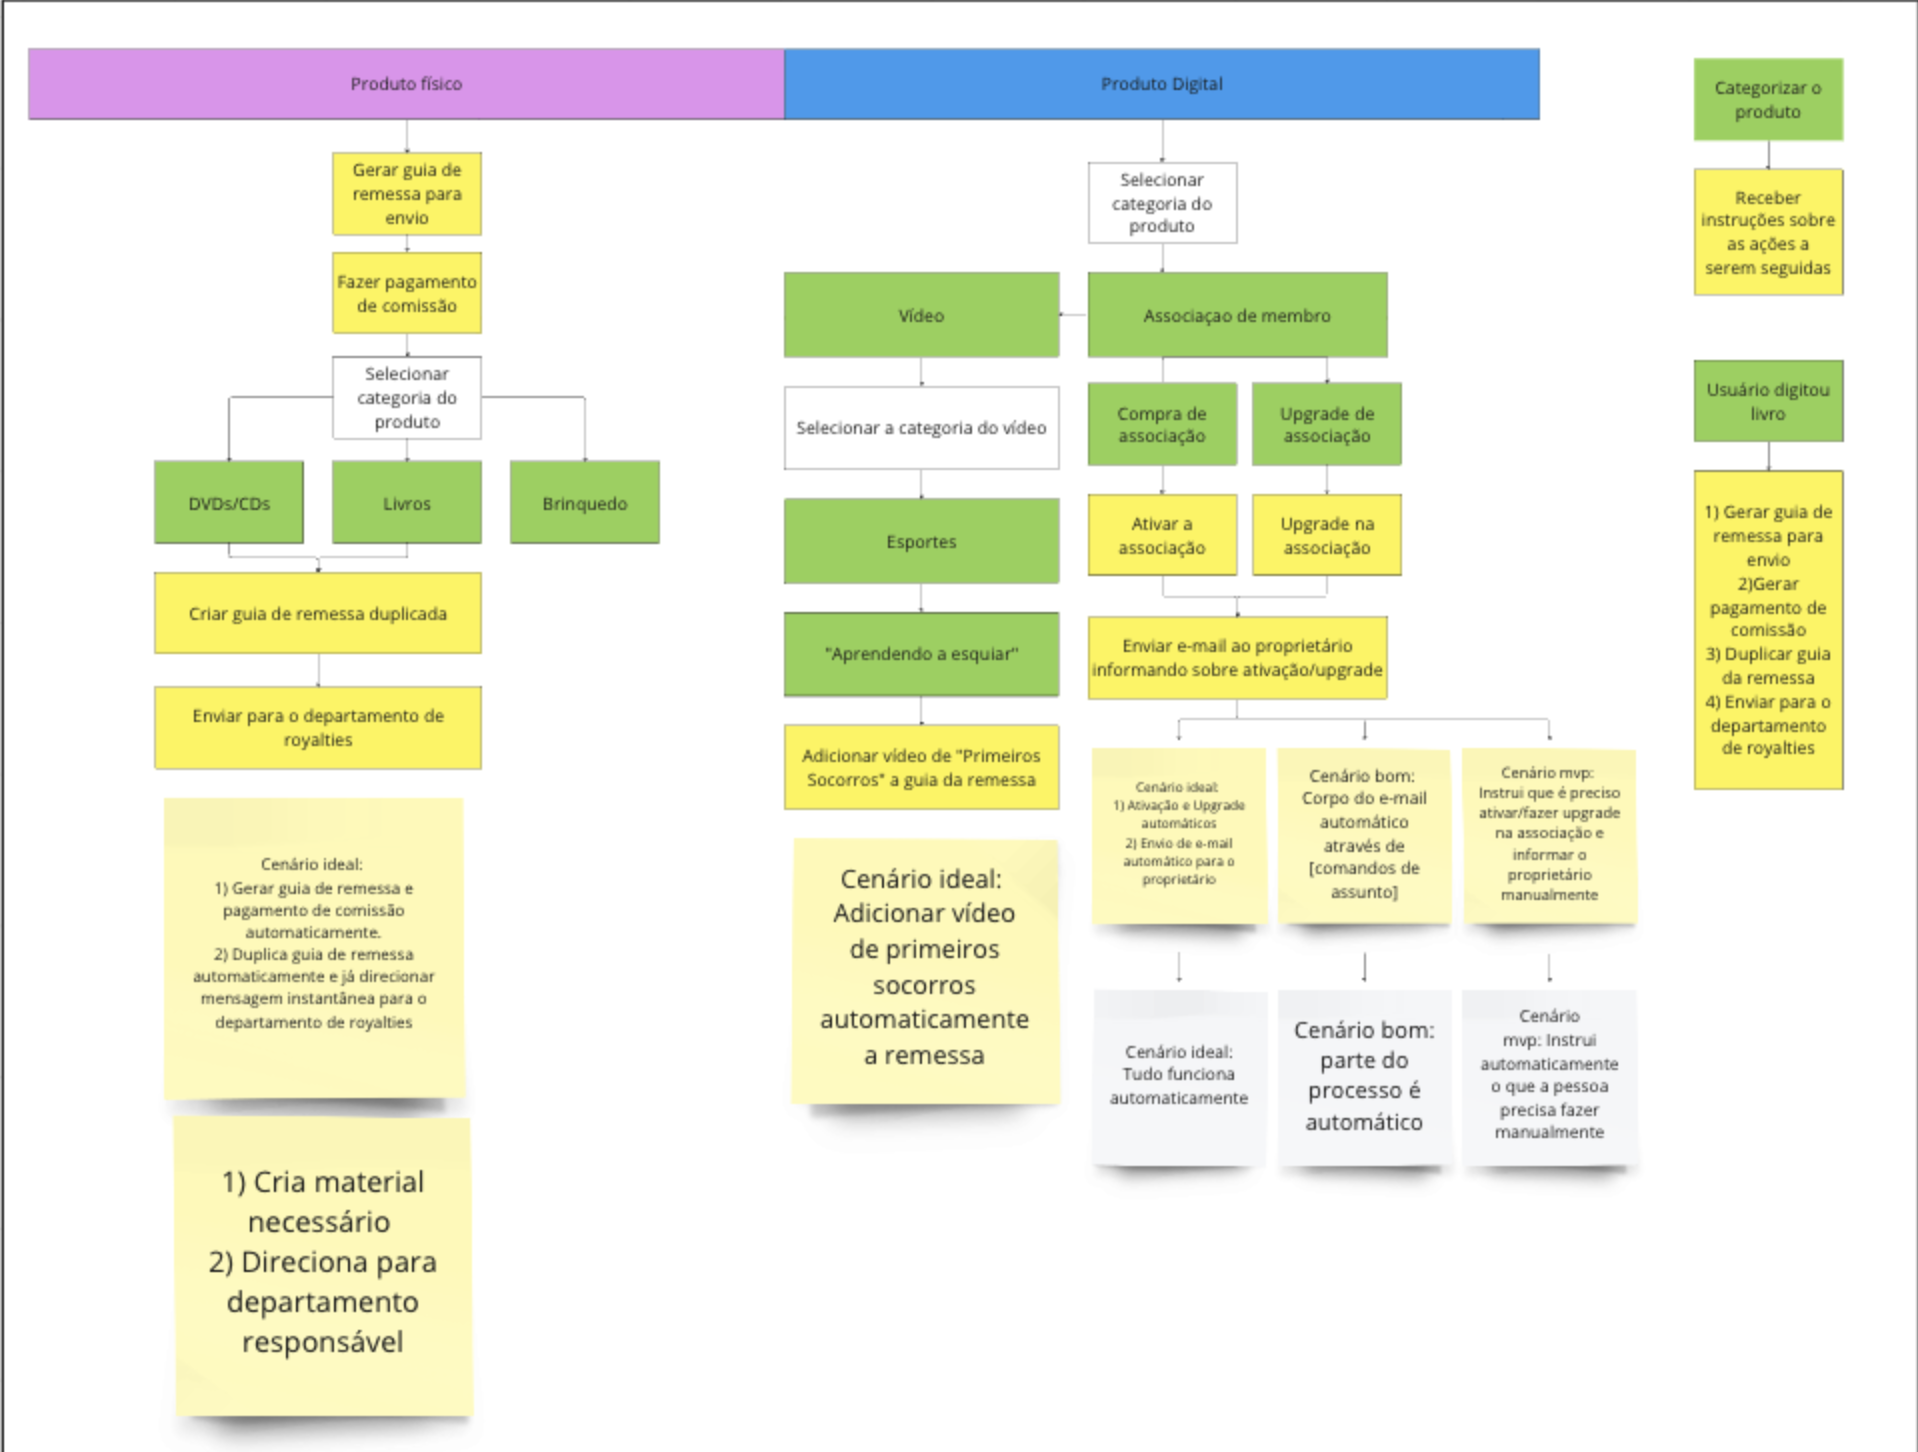 Produto físico
Gerar guia de
remessa para
envio
Fazer pagamento
de comissão
Selecionar
categoria do
produto
DVDs/CDs
Livros
Brinquedo
Criar guia de remessa duplicada
Enviar para o departamento de
royalties
Cenário ideal:
1) Gerar guia de remessa e
pagamento de comissão
automaticamente.
2) Duplica guia de remessa
automaticamente e já direcionar
mensagem instantânea para o
departamento de royalties
1) Cria material
necessário
2) Direciona para
departamento
responsável
Produto Digital
Selecionar
categoria do
produto
Vídeo
Associaçao de membro
Selecionar a categoria do vídeo
Esportes
"Aprendendo a esquiar"
Adicionar vídeo de "Primeiros
Socorros" a guia da remessa
Cenário ideal:
Adicionar vídeo
de primeiros
socorros
automaticamente
a remessa
Compra de
associação
Upgrade de
associação
Ativar a
associação
Upgrade na
associação
Enviar e-mail ao proprietário
informando sobre ativação/upgrade
Cenário ideal:
1) Ativação e Upgrade
automáticos
2) Envio de e-mail
automático para o
proprietário
Cenário bom:
Corpo do e-mail
automático
através de
[comandos de
assunto]
Cenário mvp:
Instrui que é preciso
ativar/fazer upgrade
na associação e
informar o
proprietário
manualmente
Cenário ideal:
Tudo funciona
automaticamente
Cenário bom:
parte do
processo é
automático
Cenário
mvp: Instrui
automaticamente
o que a pessoa
precisa fazer
manualmente
Categorizar o
produto
Receber
instruções sobre
as ações a
serem seguidas
Usuário digitou
livro
1) Gerar guia de
remessa para
envio
2)Gerar
pagamento de
comissão
3) Duplicar guia
da remessa
4) Enviar para o
departamento
de royalties